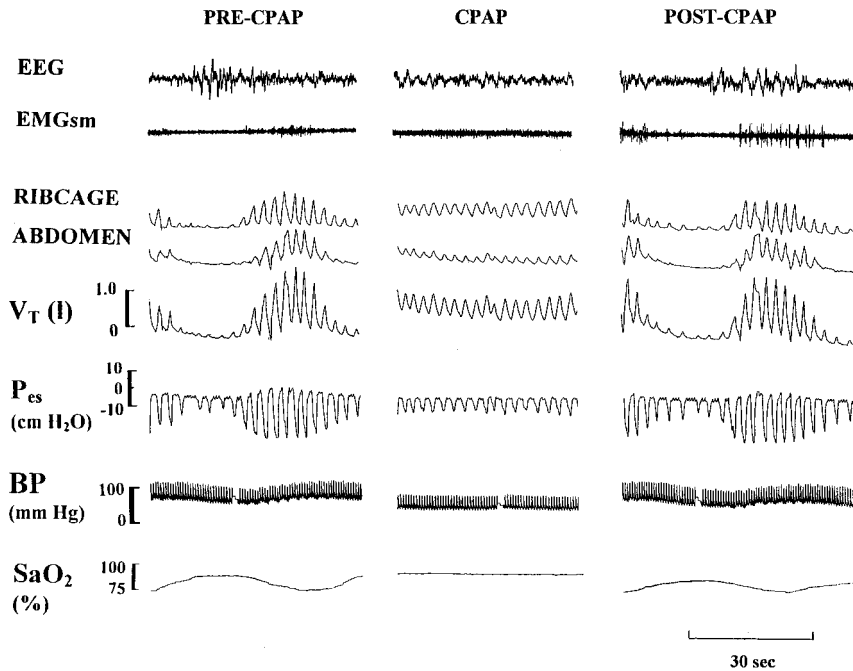 PRE-CPAP CPAP POST-CPAP
EEG
EMGsm
RIBCAGE
ABDOMEN
1.0
V_T (l)
0
10
P_es 0
(cm H₂O) -10
BP 100
(mm Hg) 0
SaO₂ 100
(%) 75
30 sec